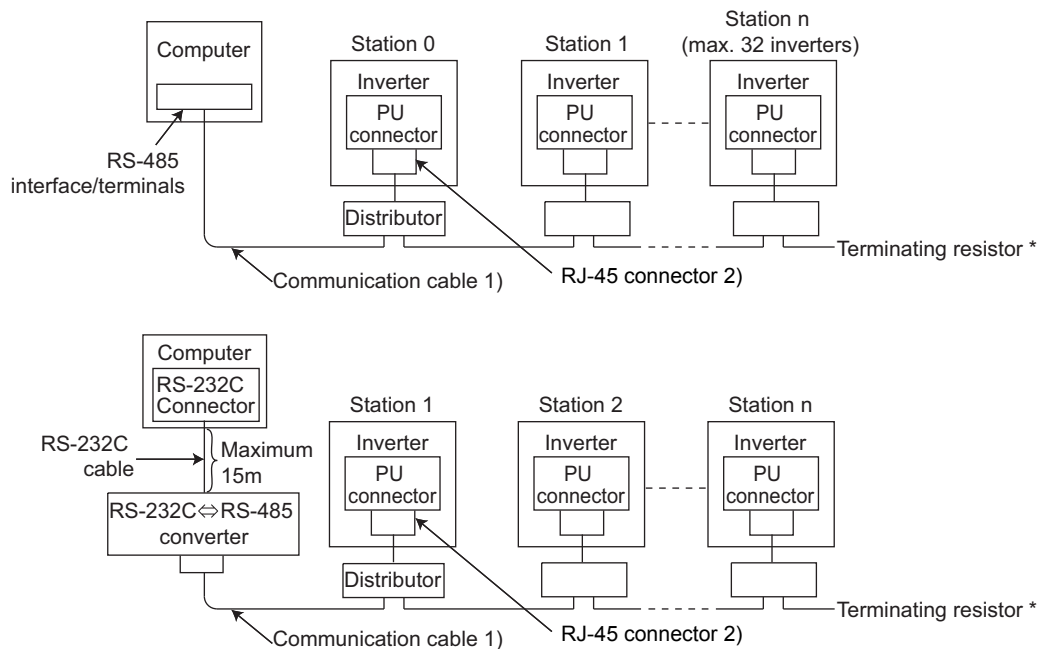 Computer
RS-485
interface/terminals
Station 0
Inverter
PU
connector
Distributor
Station 1
Inverter
PU
connector
Station n
(max. 32 inverters)
Inverter
PU
connector
Terminating resistor *
Communication cable 1)
RJ-45 connector 2)
Computer
RS-232C
Connector
RS-232C
cable
Maximum
15m
RS-232C⇔RS-485
converter
Station 1
Inverter
PU
connector
Distributor
Station 2
Inverter
PU
connector
Station n
Inverter
PU
connector
Terminating resistor *
Communication cable 1)
RJ-45 connector 2)